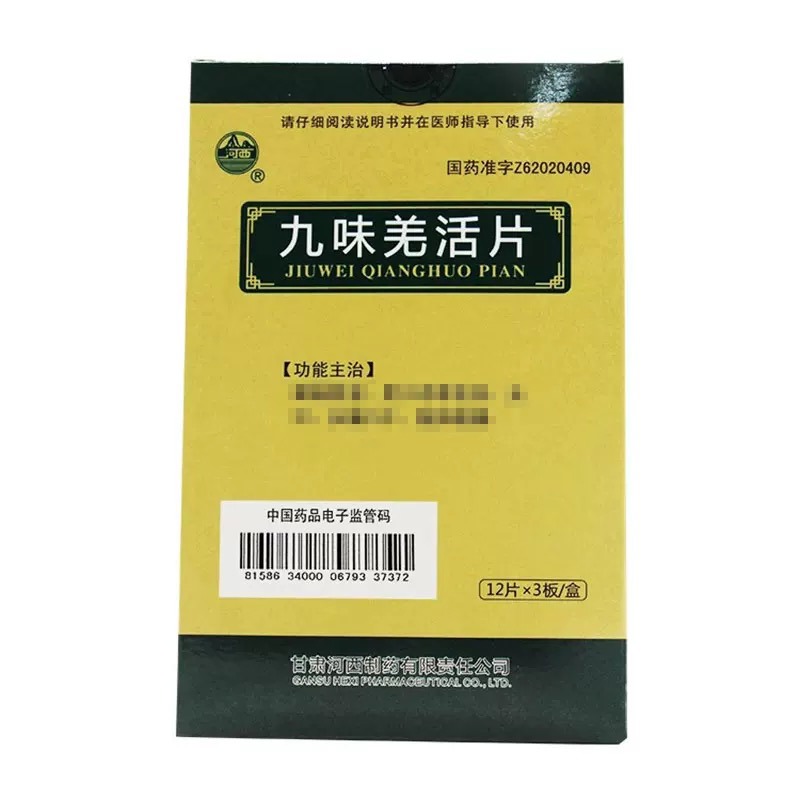 请仔细阅读说明书并在医师指导下使用
河西
®
国药准字Z62020409
九味羌活片
JIUWEI QIANGHUO PIAN
【功能主治】
中国药品电子监管码
81586 34000 06793 37372
12片×3板/盒
甘肃河西制药有限责任公司
GANSU HEXI PHARMACEUTICAL CO., LTD.